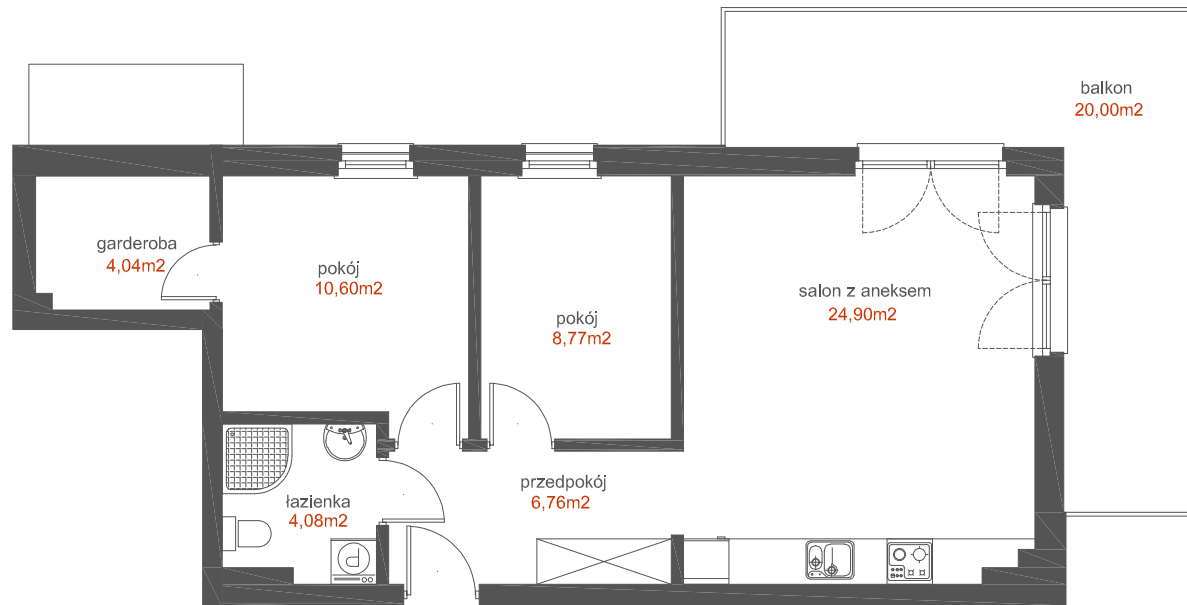 balkon
20,00m2
garderoba
4,04m2
pokój
10,60m2
pokój
8,77m2
salon z aneksem
24,90m2
łazienka
4,08m2
przedpokój
6,76m2